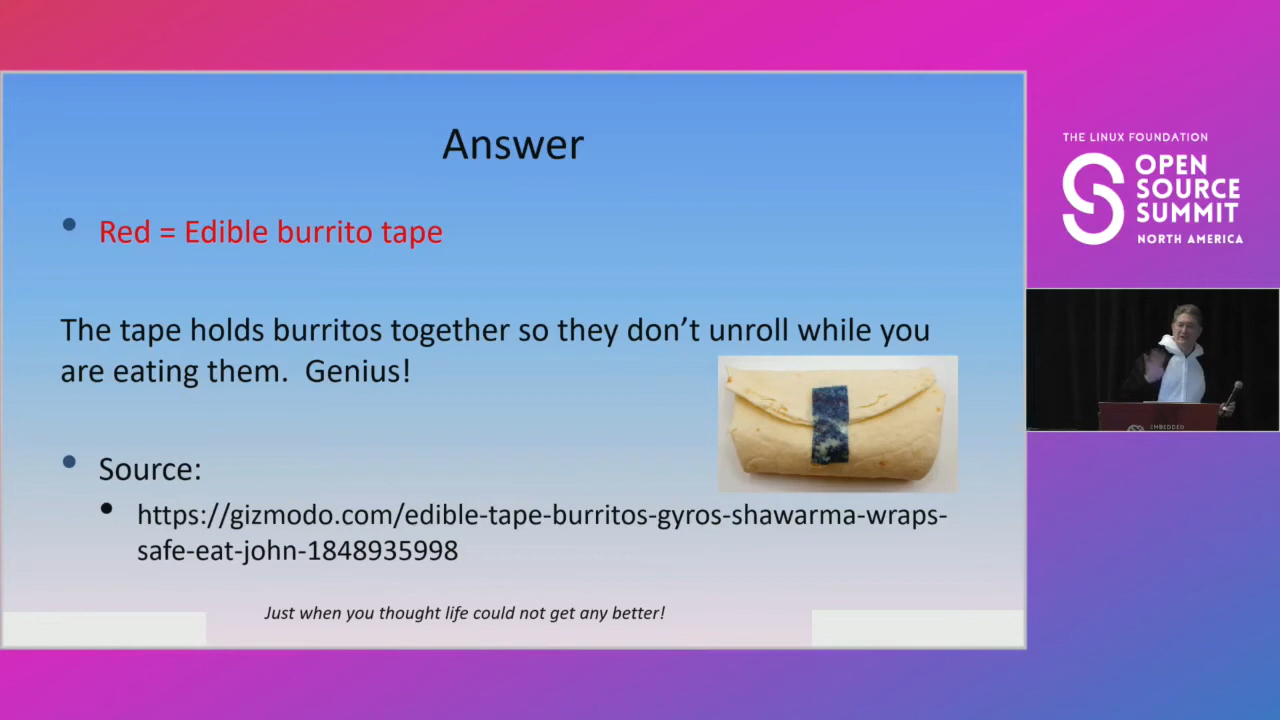 Answer
Red = Edible burrito tape
The tape holds burritos together so they don’t unroll while you
are eating them.  Genius!
Source:
https://gizmodo.com/edible-tape-burritos-gyros-shawarma-wraps-
safe-eat-john-1848935998
Just when you thought life could not get any better!
THE LINUX FOUNDATION
OPEN
SOURCE
SUMMIT
NORTH AMERICA
EMBEDDED